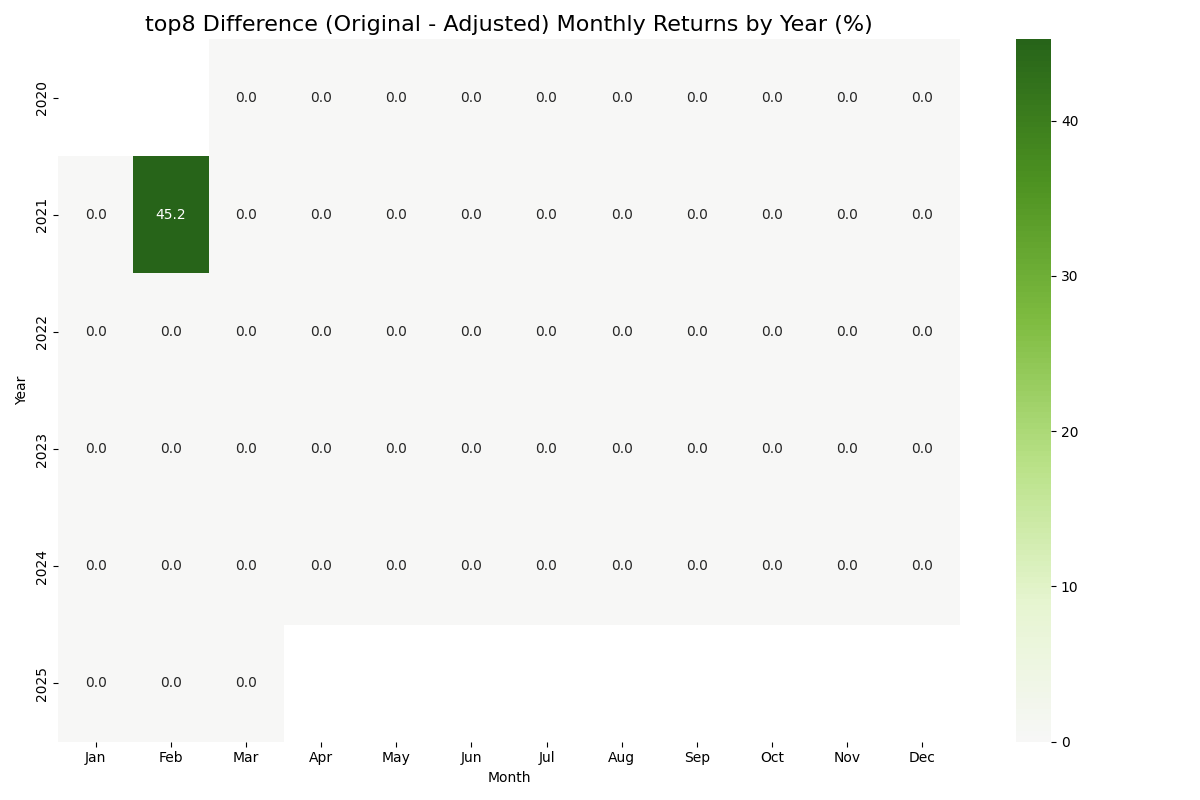 top8 Difference (Original - Adjusted) Monthly Returns by Year (%)
2020 0.0 0.0 0.0 0.0 0.0 0.0 0.0 0.0 0.0 0.0
2021 0.0 45.2 0.0 0.0 0.0 0.0 0.0 0.0 0.0 0.0 0.0 0.0
2022 0.0 0.0 0.0 0.0 0.0 0.0 0.0 0.0 0.0 0.0 0.0 0.0
2023 0.0 0.0 0.0 0.0 0.0 0.0 0.0 0.0 0.0 0.0 0.0 0.0
2024 0.0 0.0 0.0 0.0 0.0 0.0 0.0 0.0 0.0 0.0 0.0 0.0
2025 0.0 0.0 0.0
Year
Jan Feb Mar Apr May Jun Jul Aug Sep Oct Nov Dec
Month
40
30
20
10
0